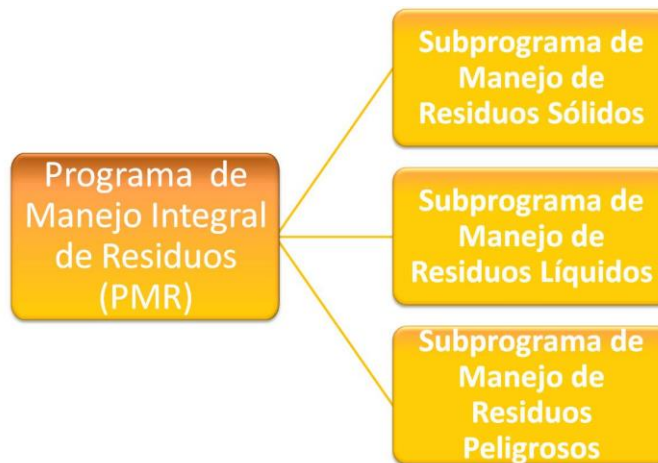 Programa de
Manejo Integral
de Residuos
(PMR)
Subprograma de
Manejo de
Residuos Sólidos
Subprograma de
Manejo de
Residuos Líquidos
Subprograma de
Manejo de
Residuos
Peligrosos